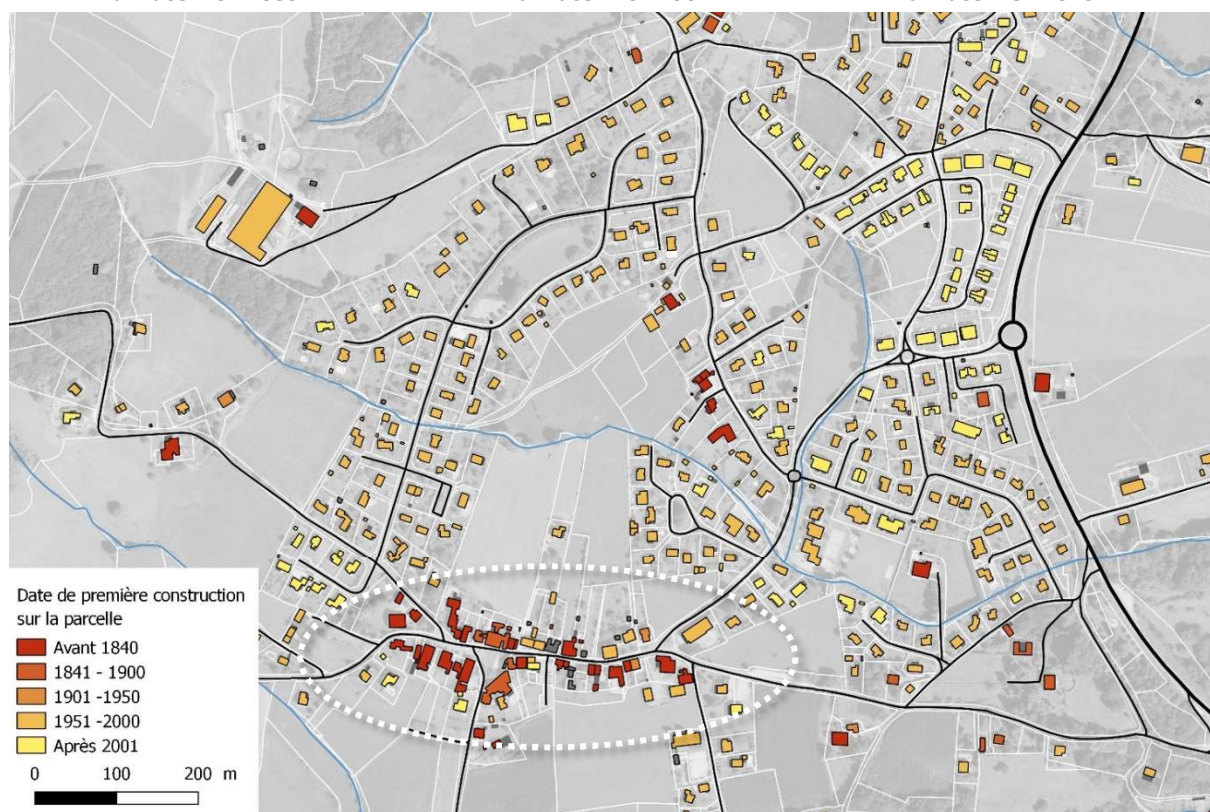 Date de première construction
sur la parcelle
Avant 1840
1841 - 1900
1901 -1950
1951 -2000
Après 2001
0 100 200 m